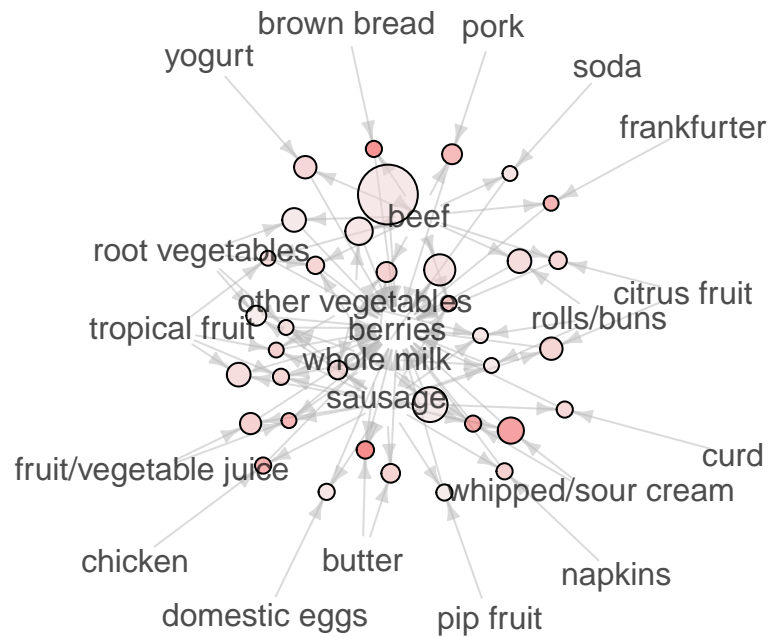 brown bread
pork
yogurt
soda
frankfurter
beef
root vegetables
citrus fruit
other vegetables
rolls/buns
tropical fruit
berries
whole milk
sausage
curd
fruit/vegetable juice
whipped/sour cream
chicken
butter
napkins
domestic eggs
pip fruit